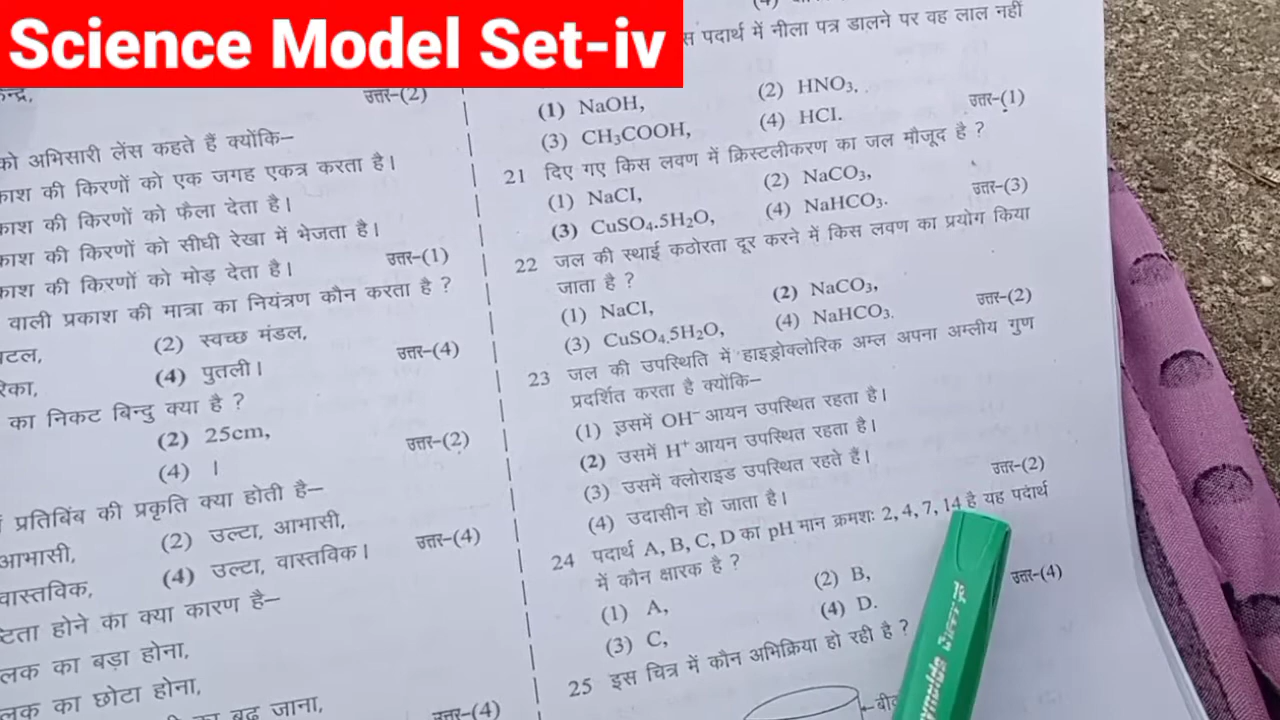 Science Model Set-iv
उत्तर–(2)
को अभिसारी लेंस कहते हैं क्योंकि–
काश की किरणों को एक जगह एकत्र करता है।
काश की किरणों को फैला देता है।
काश की किरणों को सीधी रेखा में भेजता है।
काश की किरणों को मोड़ देता है। उत्तर–(1)
वाली प्रकाश की मात्रा का नियंत्रण कौन करता है ?
(2) स्वच्छ मंडल,
(4) पुतली। उत्तर–(4)
का निकट बिन्दु क्या है ?
(2) 25cm,
(4) । उत्तर–(2)
प्रतिबिंब की प्रकृति क्या होती है–
आभासी, (2) उल्टा, आभासी,
वास्तविक, (4) उल्टा, वास्तविक। उत्तर–(4)
होने का क्या कारण है–
लक का बड़ा होना,
लक का छोटा होना,
का बढ़ जाना,
उत्तर–(4)
पदार्थ में नीला पत्र डालने पर वह लाल नहीं
(1) NaOH, (2) HNO₃.
(3) CH₃COOH, (4) HCl. उत्तर–(1)
21 दिए गए किस लवण में क्रिस्टलीकरण का जल मौजूद है ?
(1) NaCl, (2) NaCO₃,
(3) CuSO₄.5H₂O, (4) NaHCO₃. उत्तर–(3)
22 जल की स्थाई कठोरता दूर करने में किस लवण का प्रयोग किया
जाता है ?
(1) NaCl, (2) NaCO₃,
(3) CuSO₄.5H₂O, (4) NaHCO₃. उत्तर–(2)
23 जल की उपस्थिति में हाइड्रोक्लोरिक अम्ल अपना अम्लीय गुण
प्रदर्शित करता है क्योंकि–
(1) उसमें OH⁻ आयन उपस्थित रहता है।
(2) उसमें H⁺ आयन उपस्थित रहता है।
(3) उसमें क्लोराइड उपस्थित रहते हैं।
(4) उदासीन हो जाता है। उत्तर–(2)
24 पदार्थ A, B, C, D का pH मान क्रमशः 2, 4, 7, 14 है यह पदार्थ
में कौन क्षारक है ?
(1) A, (2) B,
(3) C, (4) D. उत्तर–(4)
25 इस चित्र में कौन अभिक्रिया हो रही है ?